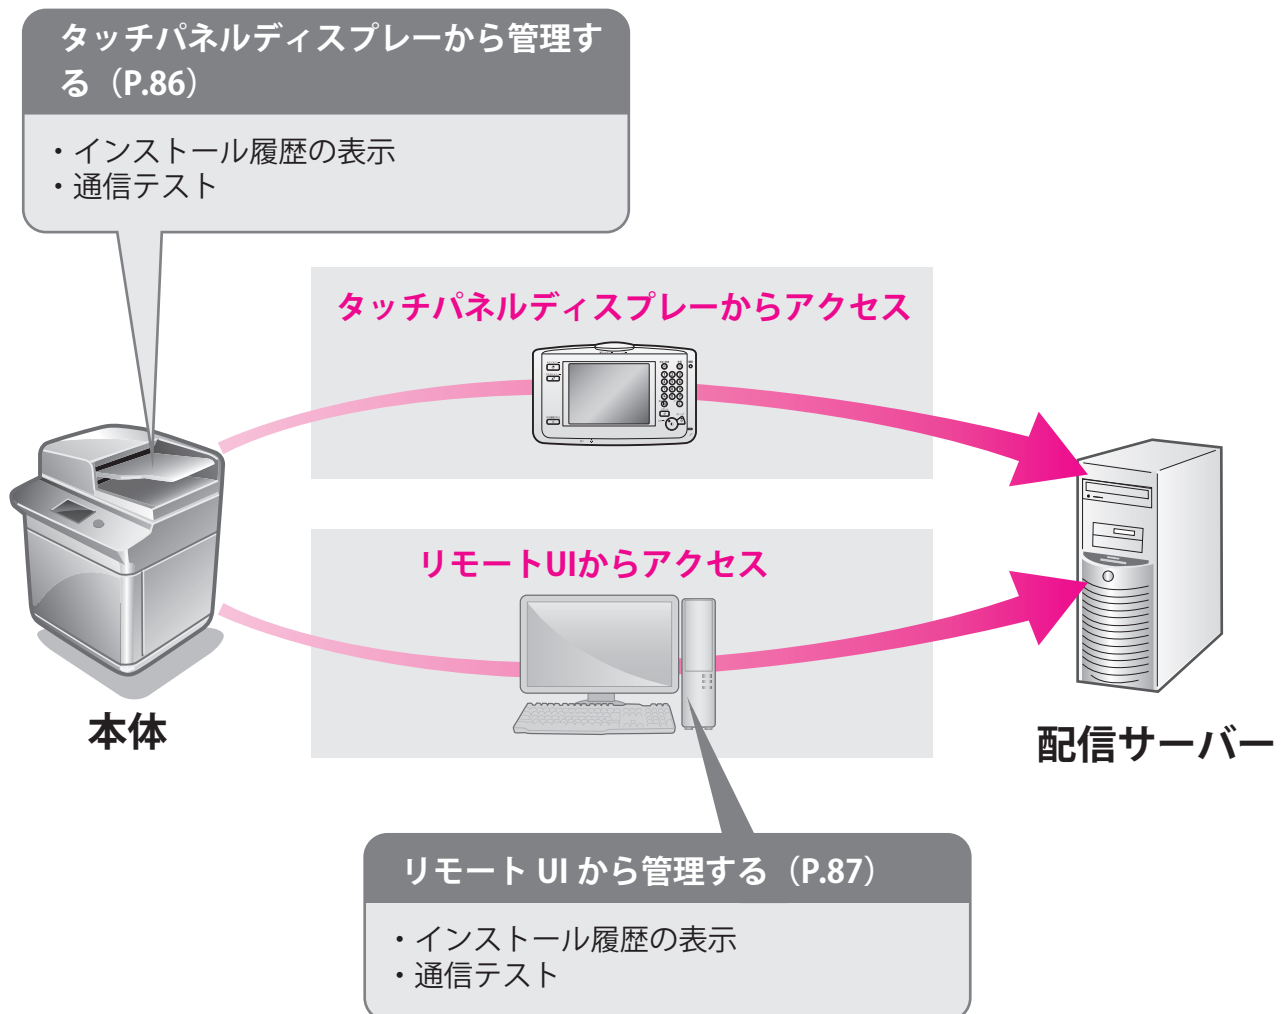 タッチパネルディスプレーから管理す
る（P.86）
・インストール履歴の表示
・通信テスト
タッチパネルディスプレーからアクセス
リモートUIからアクセス
本体
配信サーバー
リモート UI から管理する（P.87）
・インストール履歴の表示
・通信テスト